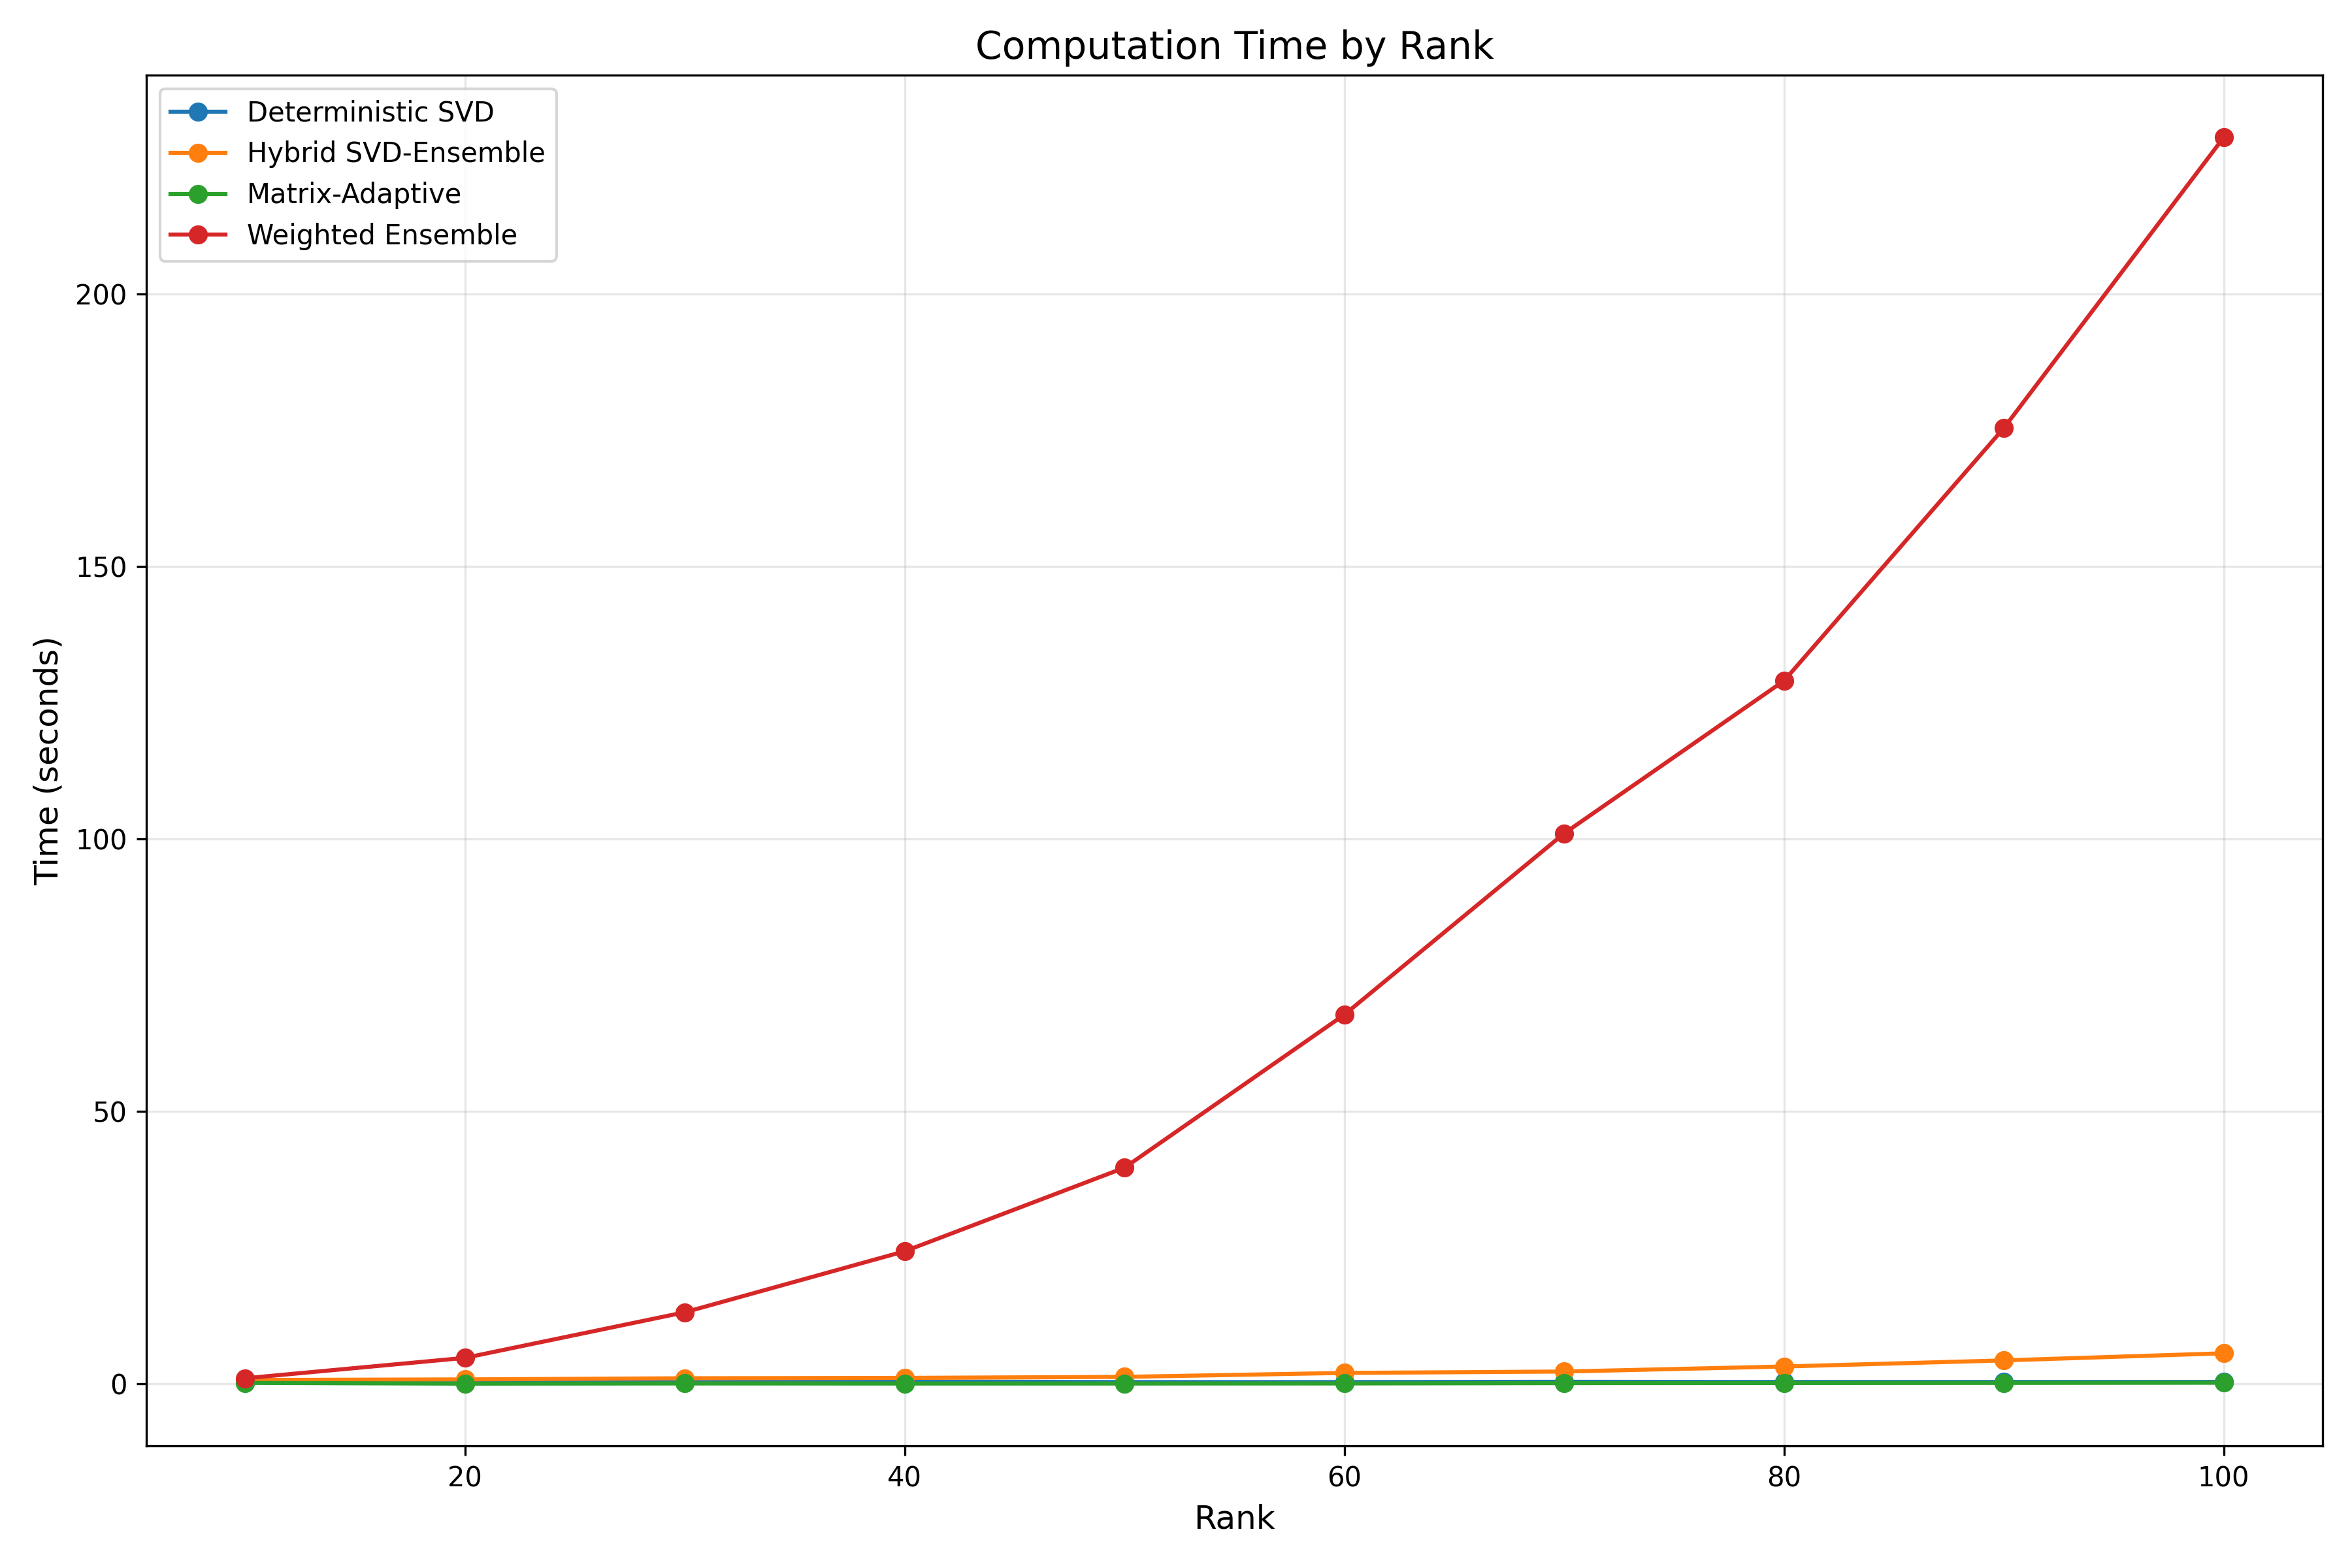 Computation Time by Rank
Deterministic SVD
Hybrid SVD-Ensemble
Matrix-Adaptive
Weighted Ensemble
200
150
100
50
0
Time (seconds)
20 40 60 80 100
Rank